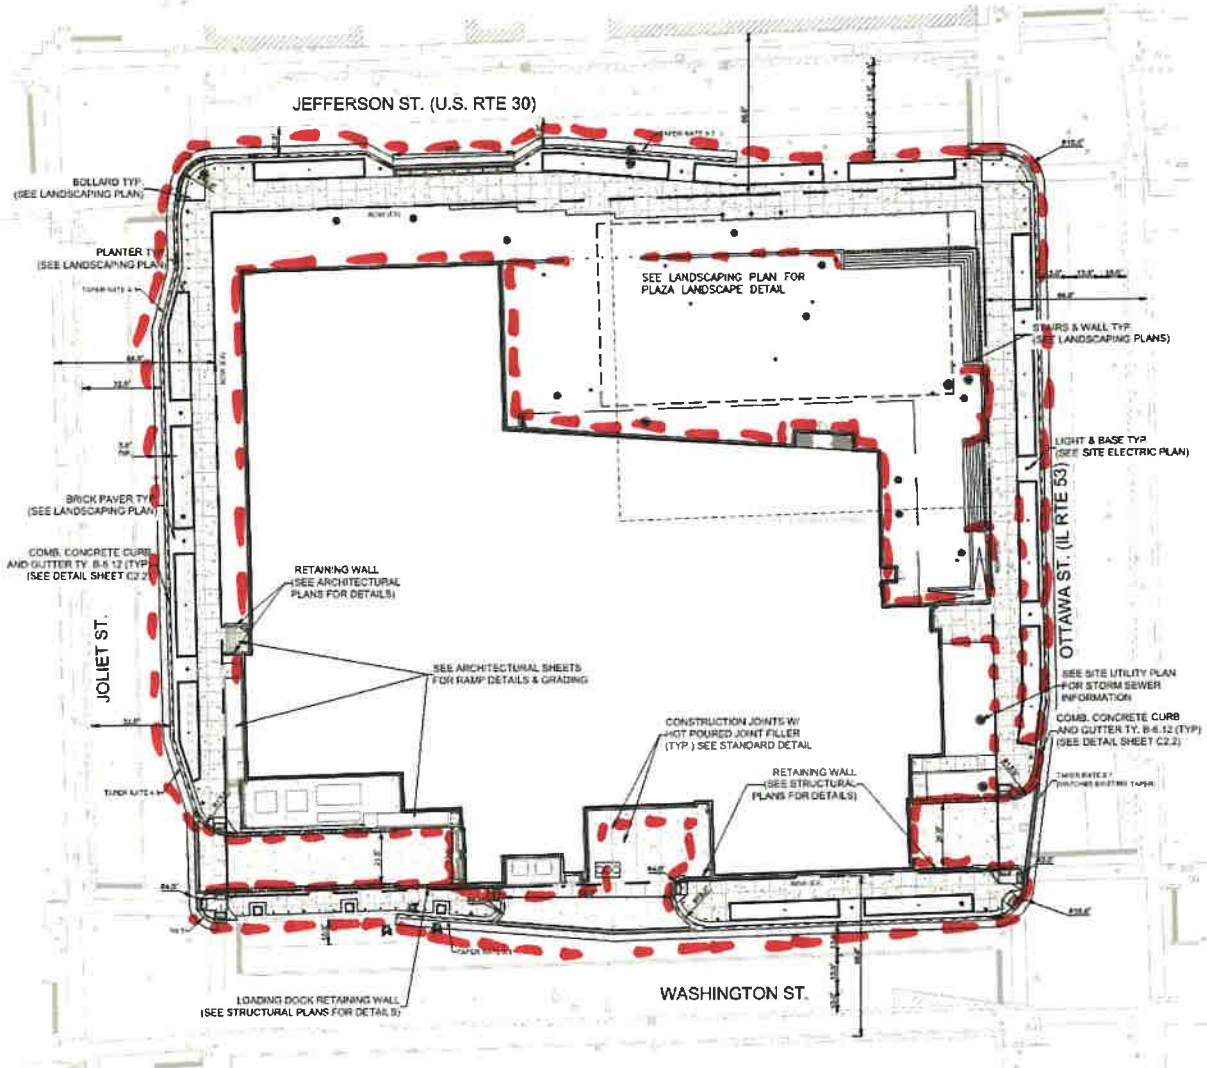 JEFFERSON ST. (U.S. RTE 30)
BOLLARD TYP.
(SEE LANDSCAPING PLAN)
PLANTER TYP
(SEE LANDSCAPING PLAN
SEE LANDSCAPING PLAN FOR
PLAZA LANDSCAPE DETAIL
STAIRS & WALL TYP.
(SEE LANDSCAPING PLANS)
LIGHT & BASE TYP.
(SEE SITE ELECTRIC PLAN)
OTTAWA ST. (IL RTE 53)
BRICK PAVER TYP
(SEE LANDSCAPING PLAN)
COMB. CONCRETE CURB
AND GUTTER TY. B-6.12 (TYP)
(SEE DETAIL SHEET C2.2)
RETAINING WALL
(SEE ARCHITECTURAL
PLANS FOR DETAILS)
JOLIET ST.
SEE ARCHITECTURAL SHEETS
FOR RAMP DETAILS & GRADING
SEE SITE UTILITY PLAN
FOR STORM SEWER
INFORMATION
CONSTRUCTION JOINTS W/
HOT POURED JOINT FILLER
(TYP.) SEE STANDARD DETAIL
COMB. CONCRETE CURB
AND GUTTER TY. B-6.12 (TYP)
(SEE DETAIL SHEET C2.2)
RETAINING WALL
(SEE STRUCTURAL
PLANS FOR DETAILS)
LOADING DOCK RETAINING WALL
(SEE STRUCTURAL PLANS FOR DETAILS)
WASHINGTON ST.